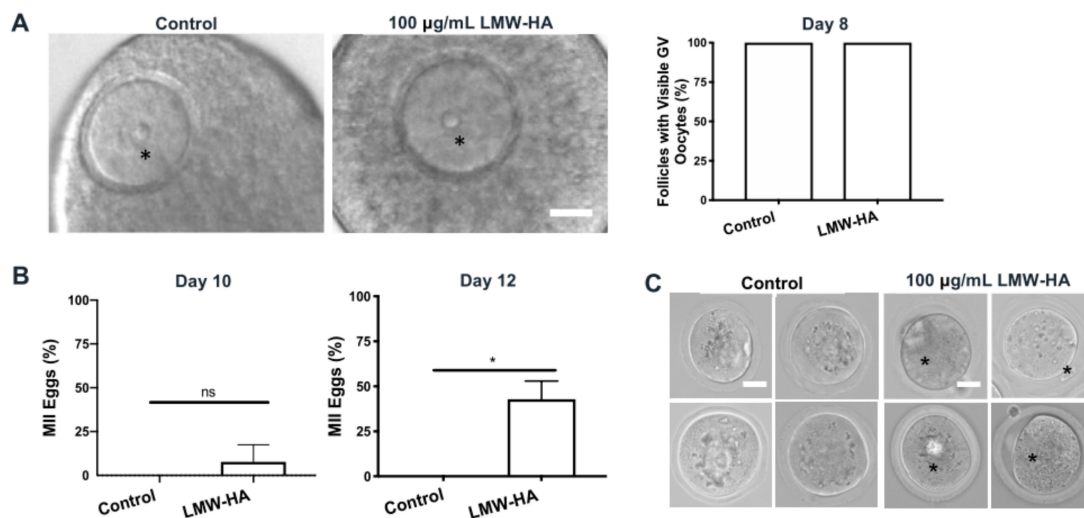 A
Control
100 µg/mL LMW-HA
*
*
Day 8
Follicles with Visible GV
Oocytes (%)
100
75
50
25
0
Control
LMW-HA
B
Day 10
MII Eggs (%)
100
75
50
25
0
ns
Control
LMW-HA
Day 12
MII Eggs (%)
100
75
50
25
0
*
Control
LMW-HA
C
Control
100 µg/mL LMW-HA
*
*
*
*